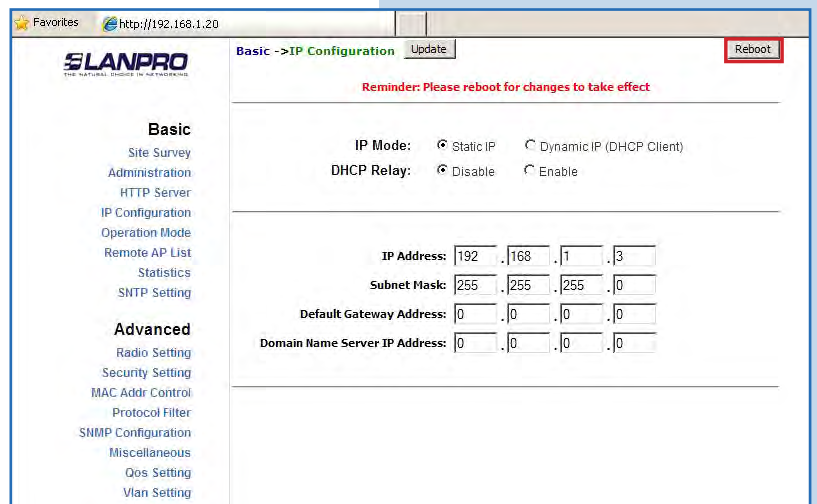 Favorites http://192.168.1.20
LANPRO
THE NATURAL CHOICE IN NETWORKING
Basic ->IP Configuration Update Reboot
Reminder: Please reboot for changes to take effect
Basic
Site Survey
Administration
HTTP Server
IP Configuration
Operation Mode
Remote AP List
Statistics
SNTP Setting
Advanced
Radio Setting
Security Setting
MAC Addr Control
Protocol Filter
SNMP Configuration
Miscellaneous
Qos Setting
Vlan Setting
IP Mode: Static IP Dynamic IP (DHCP Client)
DHCP Relay: Disable Enable
IP Address: 192 . 168 . 1 . 3
Subnet Mask: 255 . 255 . 255 . 0
Default Gateway Address: 0 . 0 . 0 . 0
Domain Name Server IP Address: 0 . 0 . 0 . 0